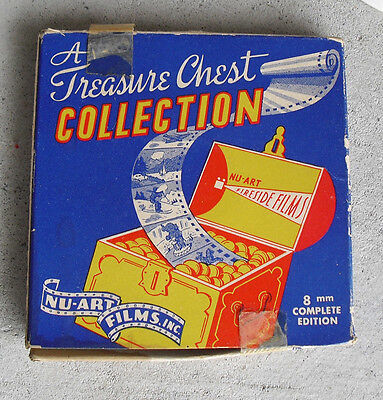 A
Treasure Chest
COLLECTION
NU-ART
FIRESIDE FILMS
NU-ART
FILMS, INC.
8 mm
COMPLETE
EDITION